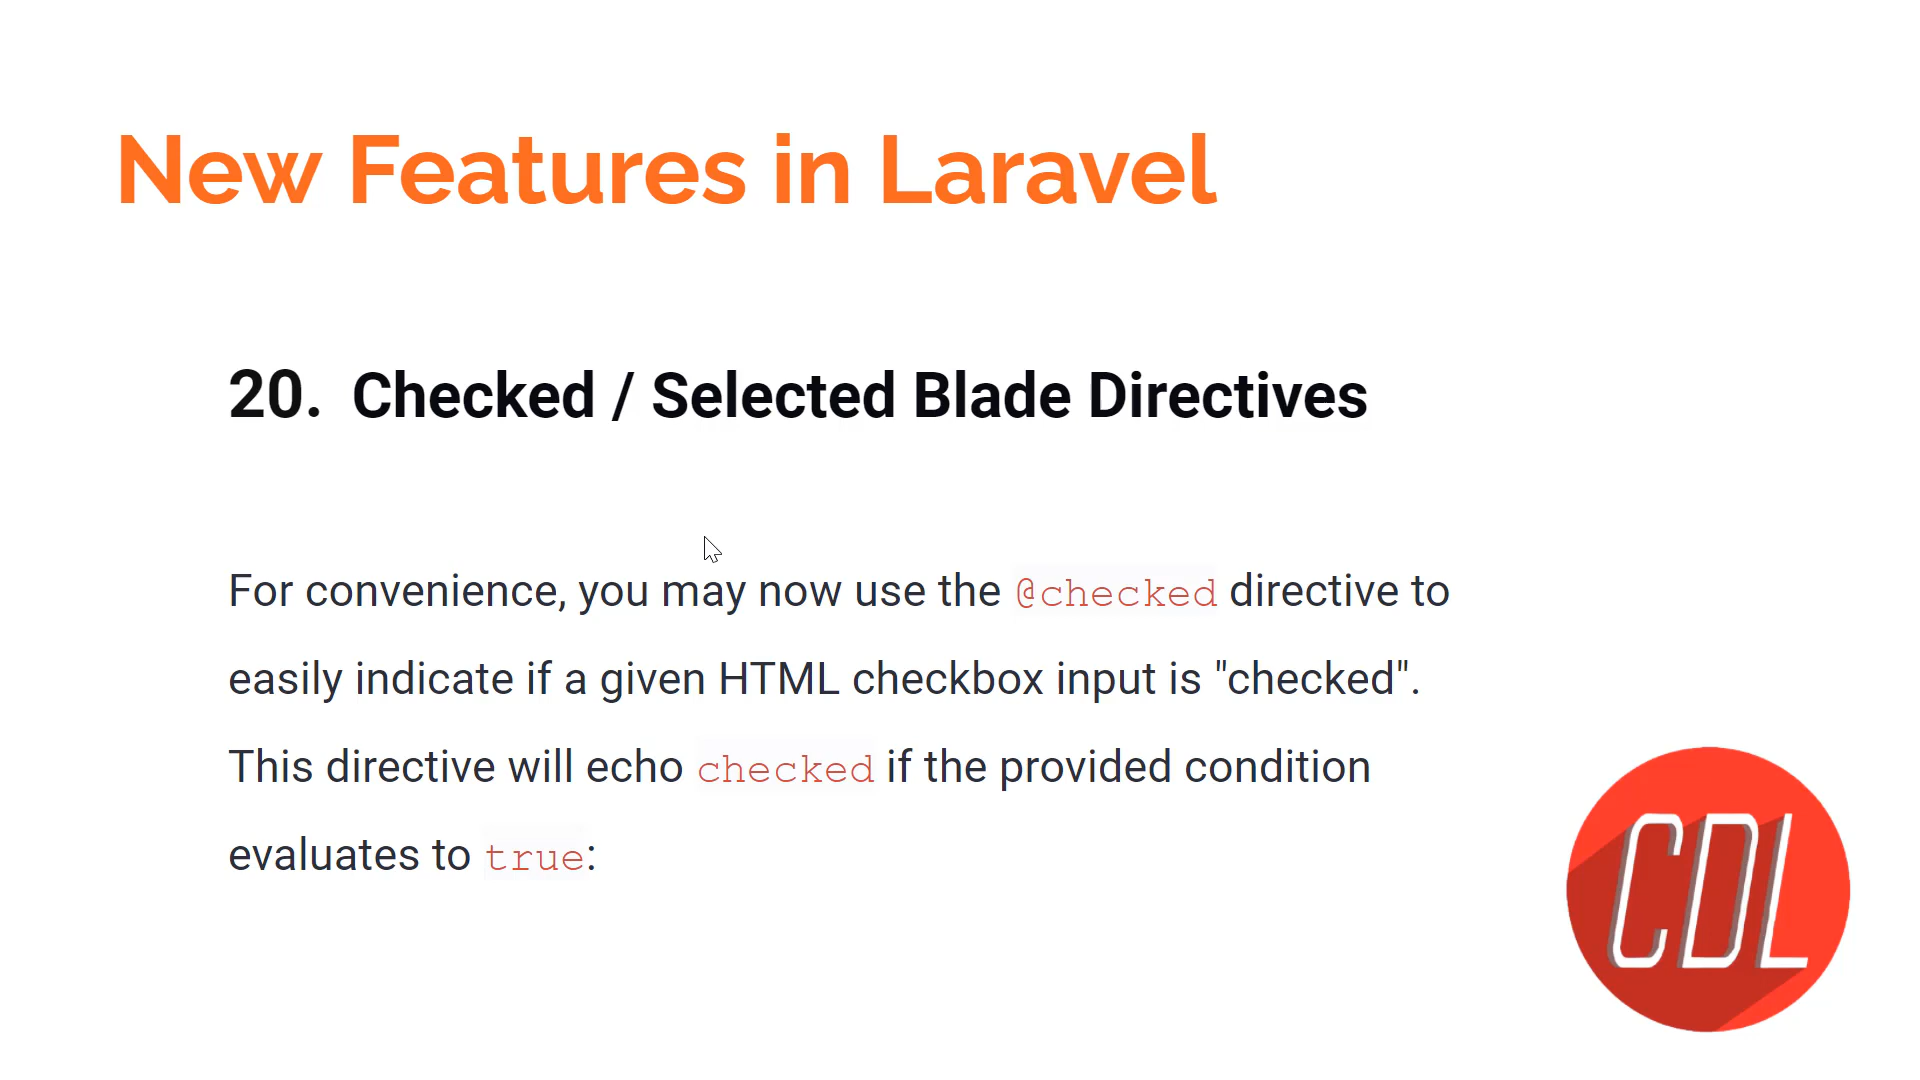 New Features in Laravel
20. Checked / Selected Blade Directives
For convenience, you may now use the @checked directive to
easily indicate if a given HTML checkbox input is "checked".
This directive will echo checked if the provided condition
evaluates to true:
CDL